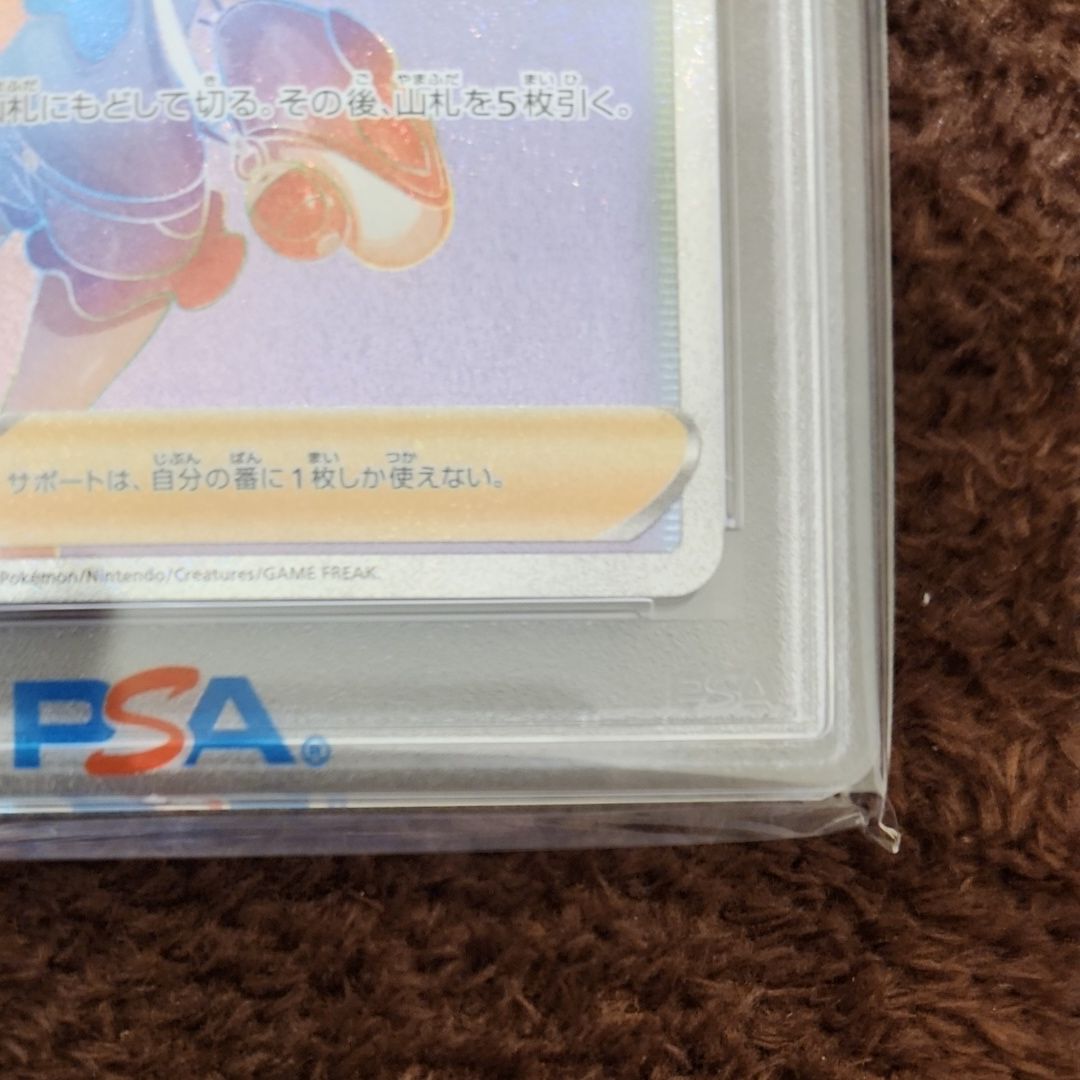 札にもどして切る。その後、山札を5枚引く。
サポートは、自分の番に1枚しか使えない。
Pokémon/Nintendo/Creatures/GAME FREAK.
PSA®
PSA